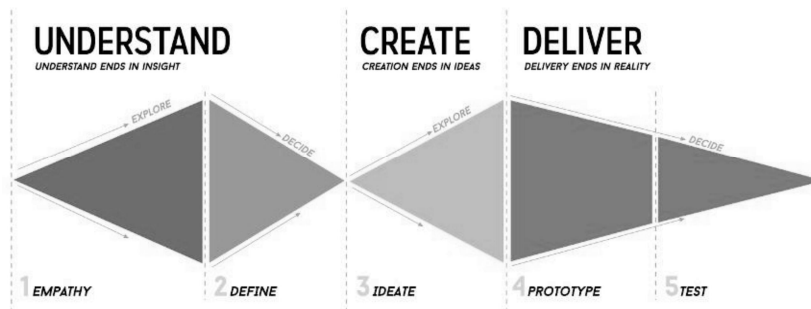 UNDERSTAND
UNDERSTAND ENDS IN INSIGHT
CREATE
CREATION ENDS IN IDEAS
DELIVER
DELIVERY ENDS IN REALITY
EXPLORE
DECIDE
EXPLORE
DECIDE
1 EMPATHY
2 DEFINE
3 IDEATE
4 PROTOTYPE
5 TEST